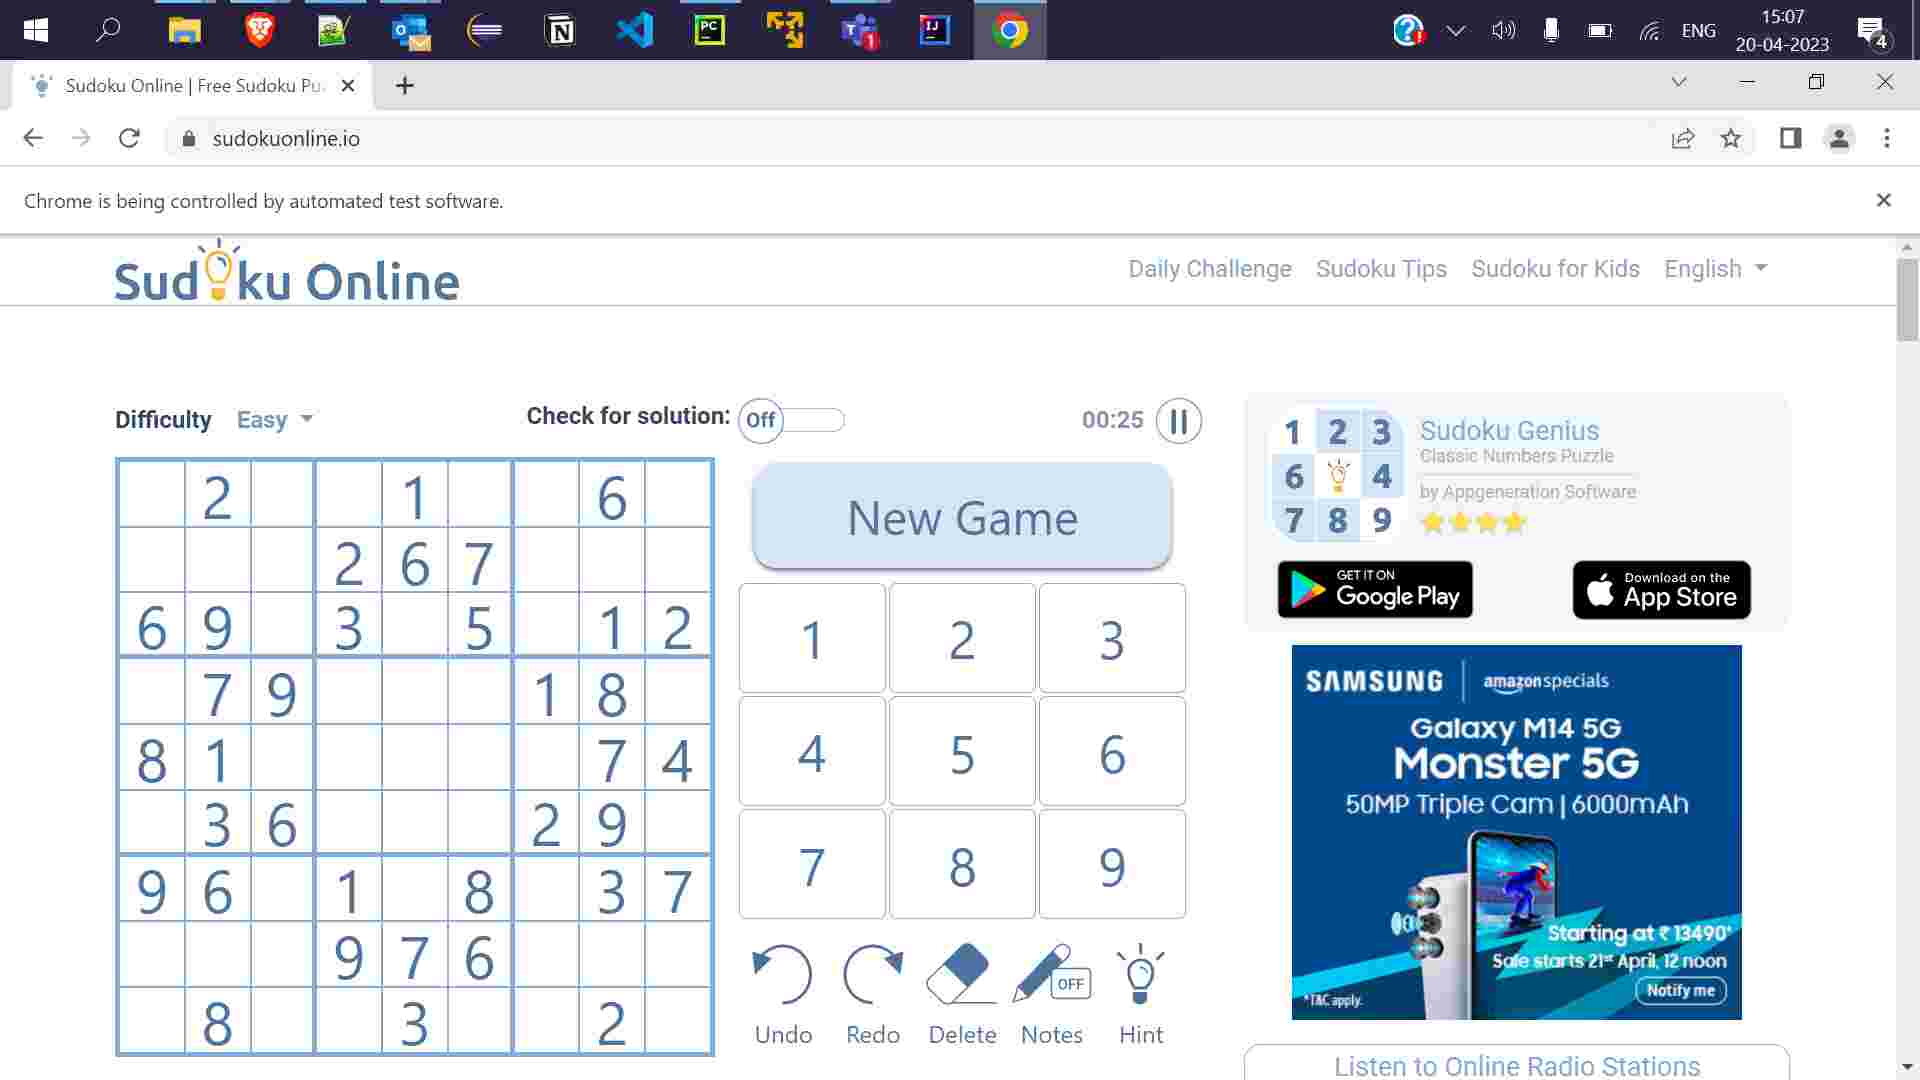 ENG
15:07
20-04-2023
4
Sudoku Online | Free Sudoku Pu
sudokuonline.io
Chrome is being controlled by automated test software.
Sudoku Online
Daily Challenge Sudoku Tips Sudoku for Kids English
Difficulty Easy
Check for solution: Off
00:25
2 1 6
2 6 7
6 9 3 5 1 2
7 9 1 8
8 1 7 4
3 6 2 9
9 6 1 8 3 7
9 7 6
8 3 2
New Game
1 2 3
4 5 6
7 8 9
OFF
Undo Redo Delete Notes Hint
1 2 3
6 4
7 8 9
Sudoku Genius
Classic Numbers Puzzle
by Appgeneration Software
GET IT ON
Google Play
Download on the
App Store
SAMSUNG amazonspecials
Galaxy M14 5G
Monster 5G
50MP Triple Cam | 6000mAh
Starting at ₹ 13490*
Sale starts 21st April, 12 noon
*T&C apply.
Notify me
Listen to Online Radio Stations